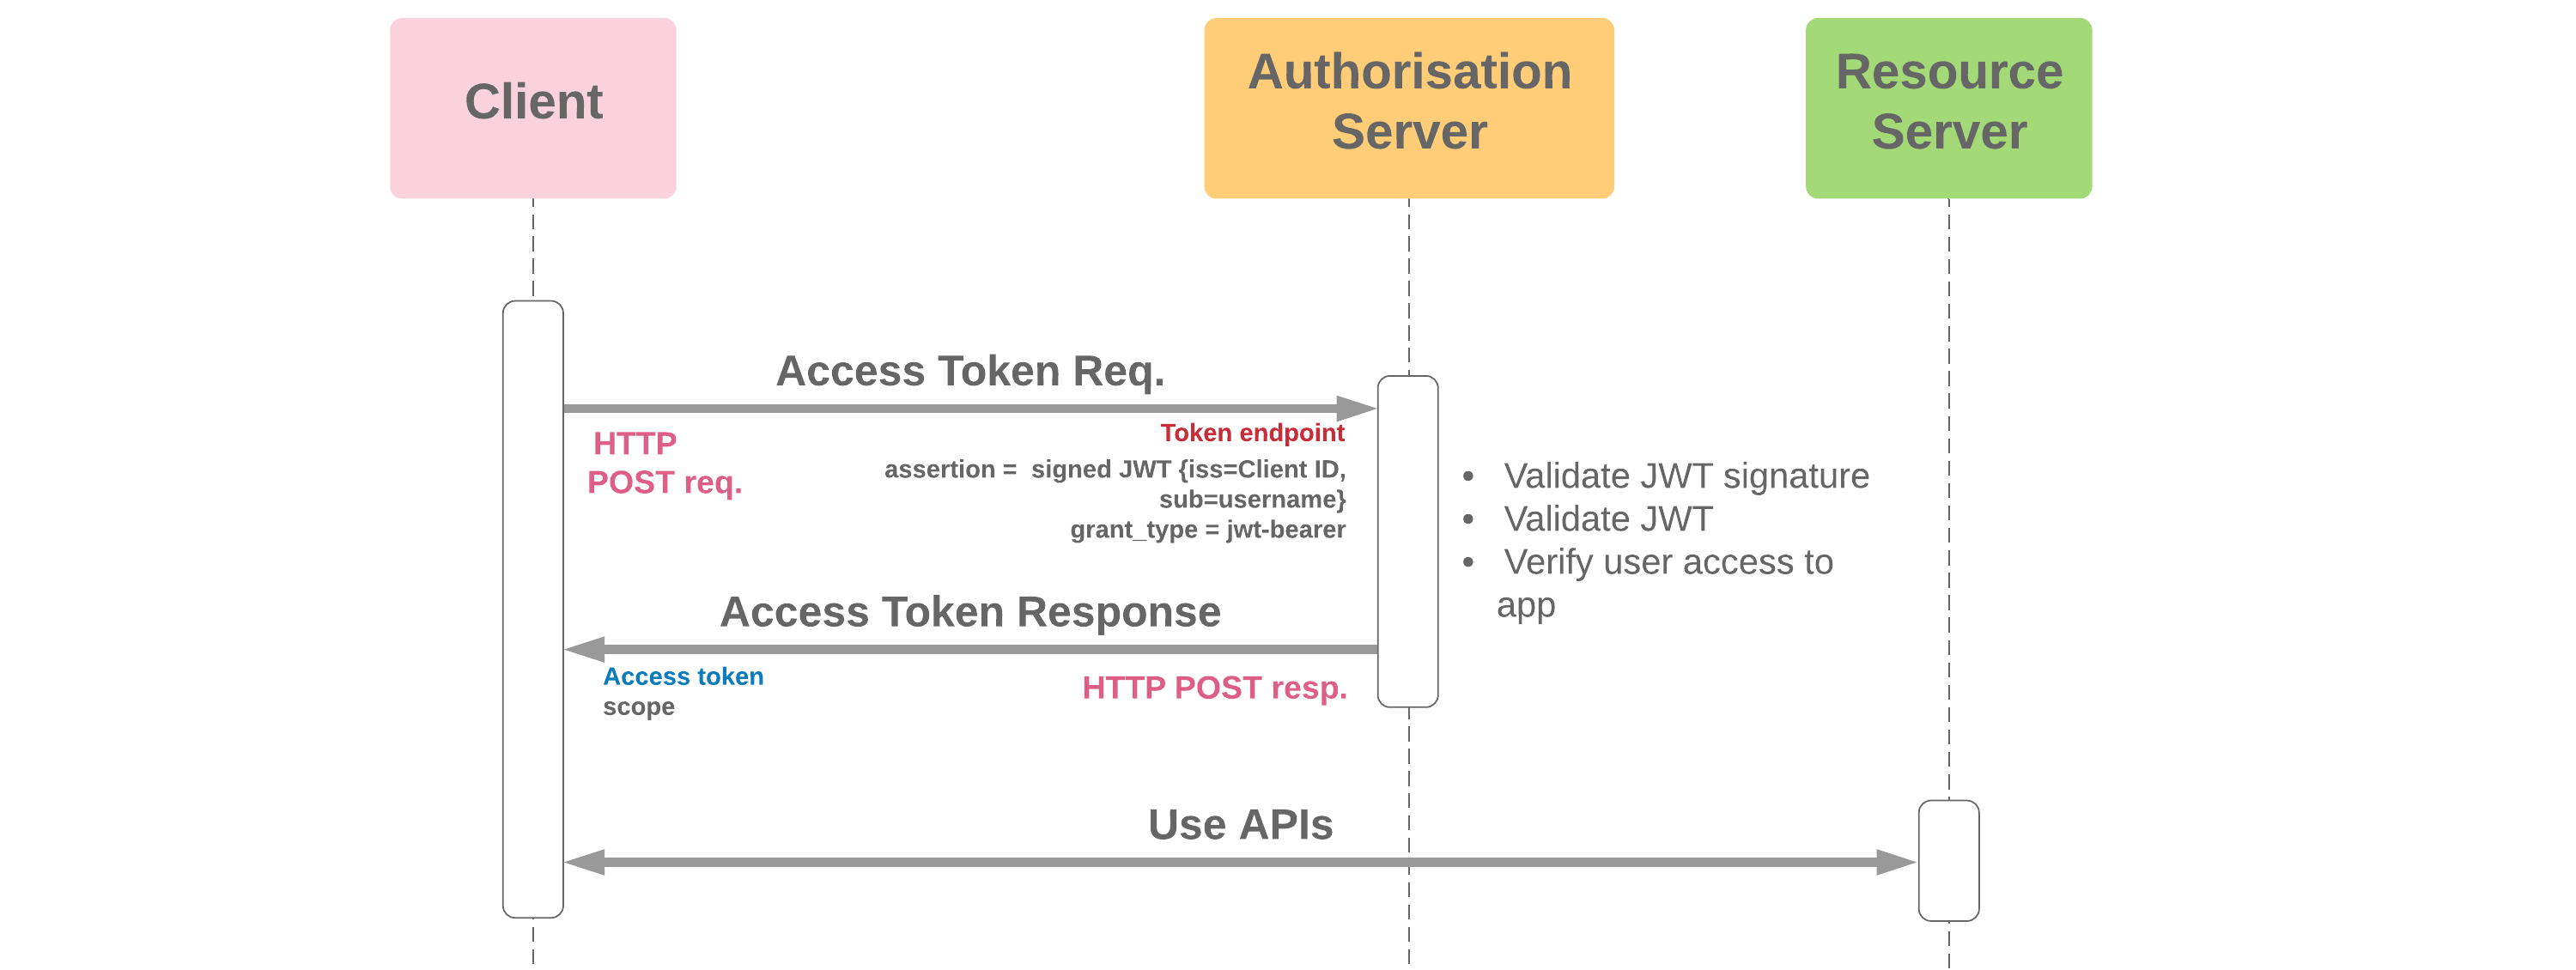 Client
Authorisation
Server
Resource
Server
Access Token Req.
HTTP
POST req.
Token endpoint
assertion =  signed JWT {iss=Client ID,
sub=username}
grant_type = jwt-bearer
• Validate JWT signature
• Validate JWT
• Verify user access to
app
Access Token Response
Access token
scope
HTTP POST resp.
Use APIs